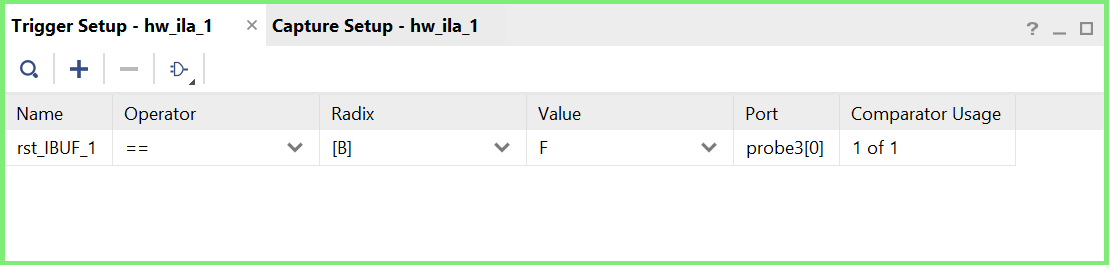 Trigger Setup - hw_ila_1 × Capture Setup - hw_ila_1 ?
Name Operator Radix Value Port Comparator Usage
rst_IBUF_1 == [B] F probe3[0] 1 of 1